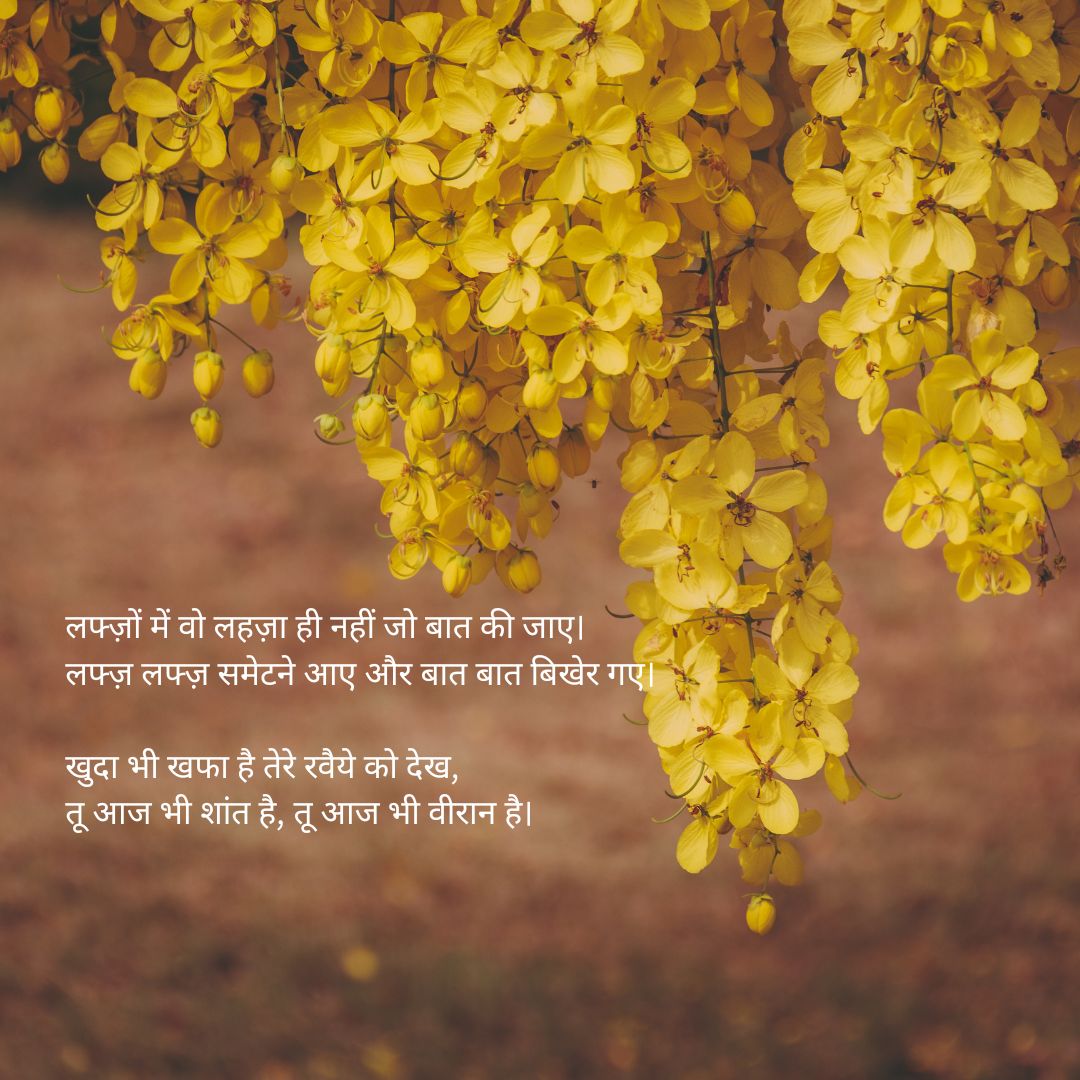 लफ्ज़ों में वो लहज़ा ही नहीं जो बात की जाए।
लफ्ज़ लफ्ज़ समेटने आए और बात बात बिखेर गए।
खुदा भी खफा है तेरे रवैये को देख,
तू आज भी शांत है, तू आज भी वीरान है।